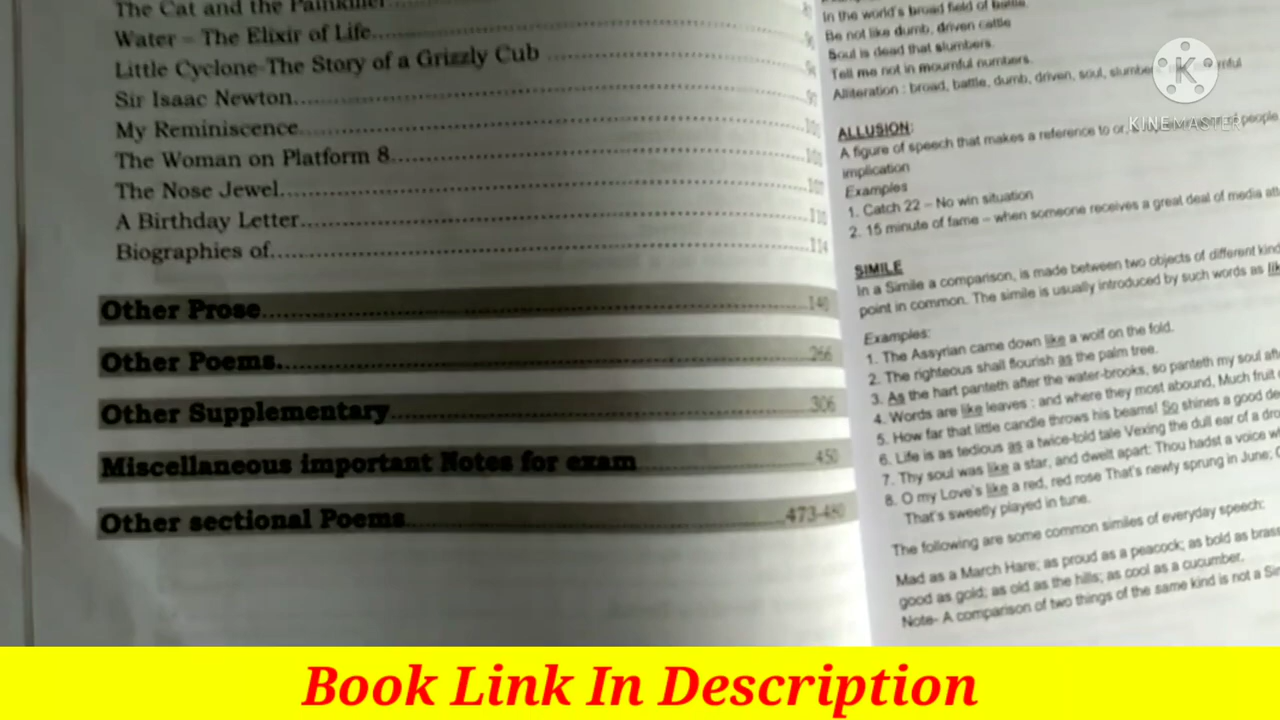 The Cat and the Painkiller
Water – The Elixir of Life
Little Cyclone-The Story of a Grizzly Cub
Sir Isaac Newton
My Reminiscence
The Woman on Platform 8
The Nose Jewel
A Birthday Letter
Biographies of
114
Other Prose 140
Other Poems. 266
Other Supplementary 306
Miscellaneous important Notes for exam 450
Other sectional Poems 473-480
In the world's broad field of battle
Be not like dumb, driven cattle
Soul is dead that slumbers.
Tell me not in mournful numbers.
Alliteration : broad, battle, dumb, driven, soul,
ALLUSION:
A figure of speech that makes a reference to or, people
implication
Examples
1. Catch 22 – No win situation
2. 15 minute of fame – when someone receives a great deal of media
SIMILE
In a Simile a comparison, is made between two objects of different
point in common. The simile is usually introduced by such words as
Examples:
1. The Assyrian came down like a wolf on the fold.
2. The righteous shall flourish as the palm tree.
3. As the hart panteth after the water-brooks, so panteth my soul
4. Words are like leaves : and where they most abound, Much fruit
5. How far that little candle throws his beams! So shines a good
6. Life is as tedious as a twice-told tale Vexing the dull ear of a
7. Thy soul was like a star, and dwelt apart: Thou hadst a voice
8. O my Love's like a red, red rose That's newly sprung in June;
That's sweetly played in tune.
The following are some common similes of everyday speech:
Mad as a March Hare; as proud as a peacock; as bold as brass
good as gold; as old as the hills; as cool as a cucumber.
Note- A comparison of two things of the same kind is not a
K
KINEMASTER
Book Link In Description